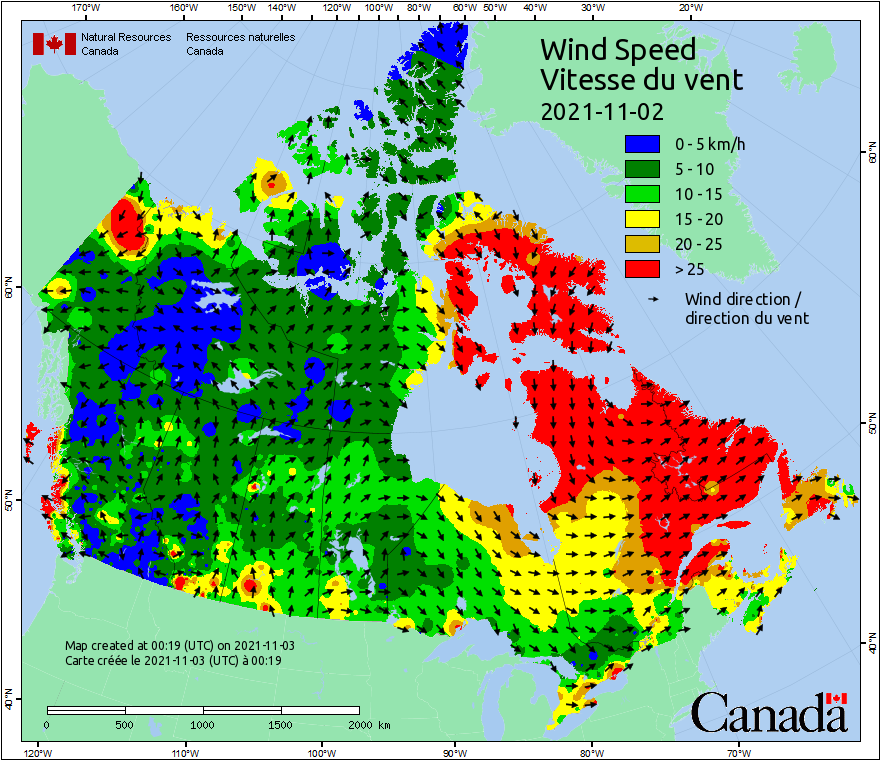 170°W 160°W 150°W 140°W 120°W 100°W 80°W 60°W 50°W 40°W 30°W 20°W
Natural Resources Canada
Ressources naturelles Canada
Wind Speed
Vitesse du vent
2021-11-02
0 - 5 km/h
5 - 10
10 - 15
15 - 20
20 - 25
> 25
Wind direction /
direction du vent
60°N
50°N
40°N
60°N
50°N
40°N
Map created at 00:19 (UTC) on 2021-11-03
Carte créée le 2021-11-03 (UTC) à 00:19
0 500 1000 1500 2000 km
Canada
120°W 110°W 100°W 90°W 80°W 70°W